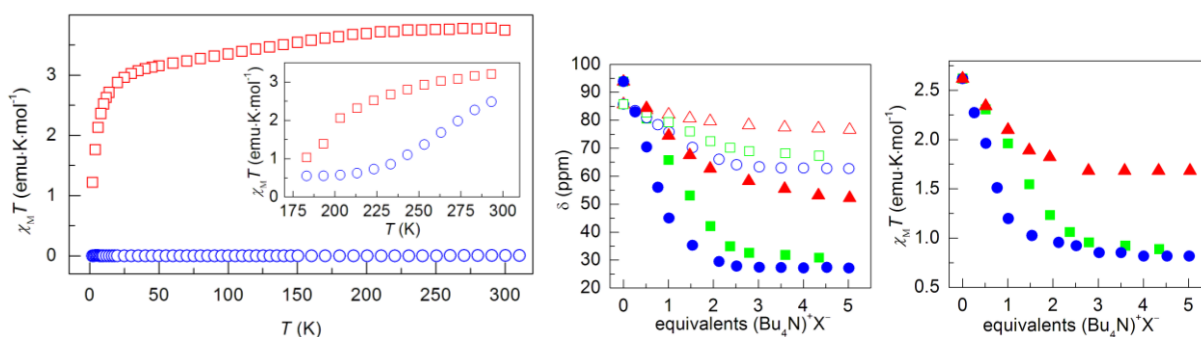 χ_M T (emu·K·mol⁻¹)
3
2
1
0
0 50 100 150 200 250 300
T (K)
χ_M T (emu·K·mol⁻¹)
3
2
1
0
175 200 225 250 275 300
T (K)
δ (ppm)
100
90
80
70
60
50
40
30
20
0 1 2 3 4 5
equivalents (Bu₄N)⁺X⁻
χ_M T (emu·K·mol⁻¹)
2.5
2.0
1.5
1.0
0.5
0 1 2 3 4 5
equivalents (Bu₄N)⁺X⁻